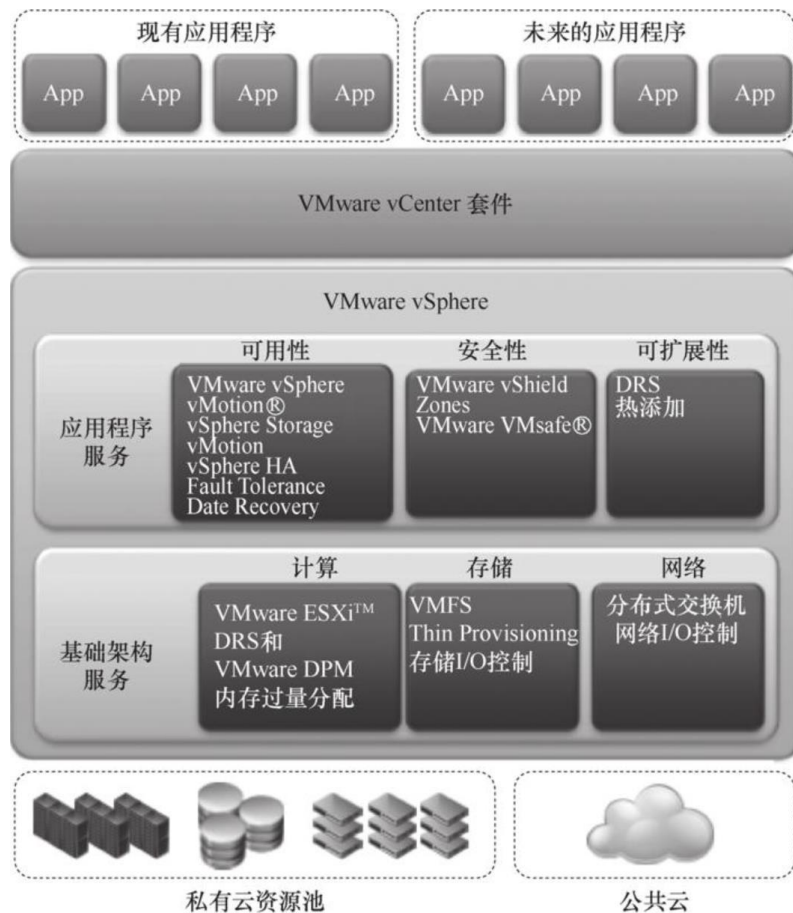 现有应用程序
未来的应用程序
App
App
App
App
App
App
App
App
VMware vCenter 套件
VMware vSphere
应用程序
服务
可用性
VMware vSphere
vMotion®
vSphere Storage
vMotion
vSphere HA
Fault Tolerance
Date Recovery
安全性
VMware vShield
Zones
VMware VMsafe®
可扩展性
DRS
热添加
基础架构
服务
计算
VMware ESXi™
DRS和
VMware DPM
内存过量分配
存储
VMFS
Thin Provisioning
存储I/O控制
网络
分布式交换机
网络I/O控制
私有云资源池
公共云